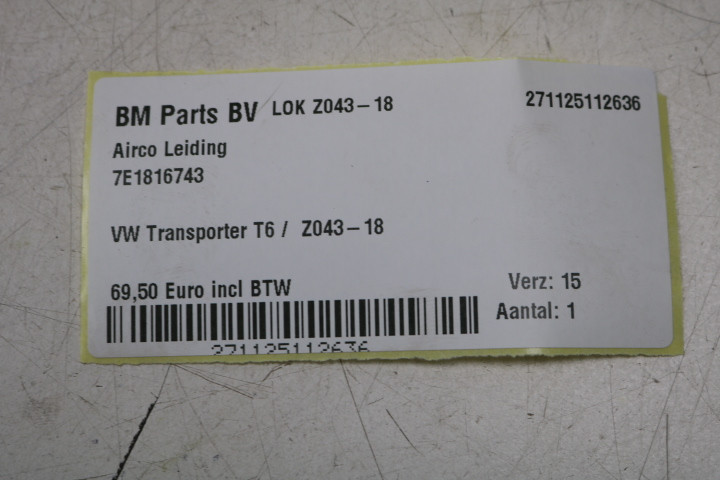 BM Parts BV LOK Z043-18 271125112636
Airco Leiding
7E1816743
VW Transporter T6 / Z043-18
69,50 Euro incl BTW Verz: 15
Aantal: 1
271125112636